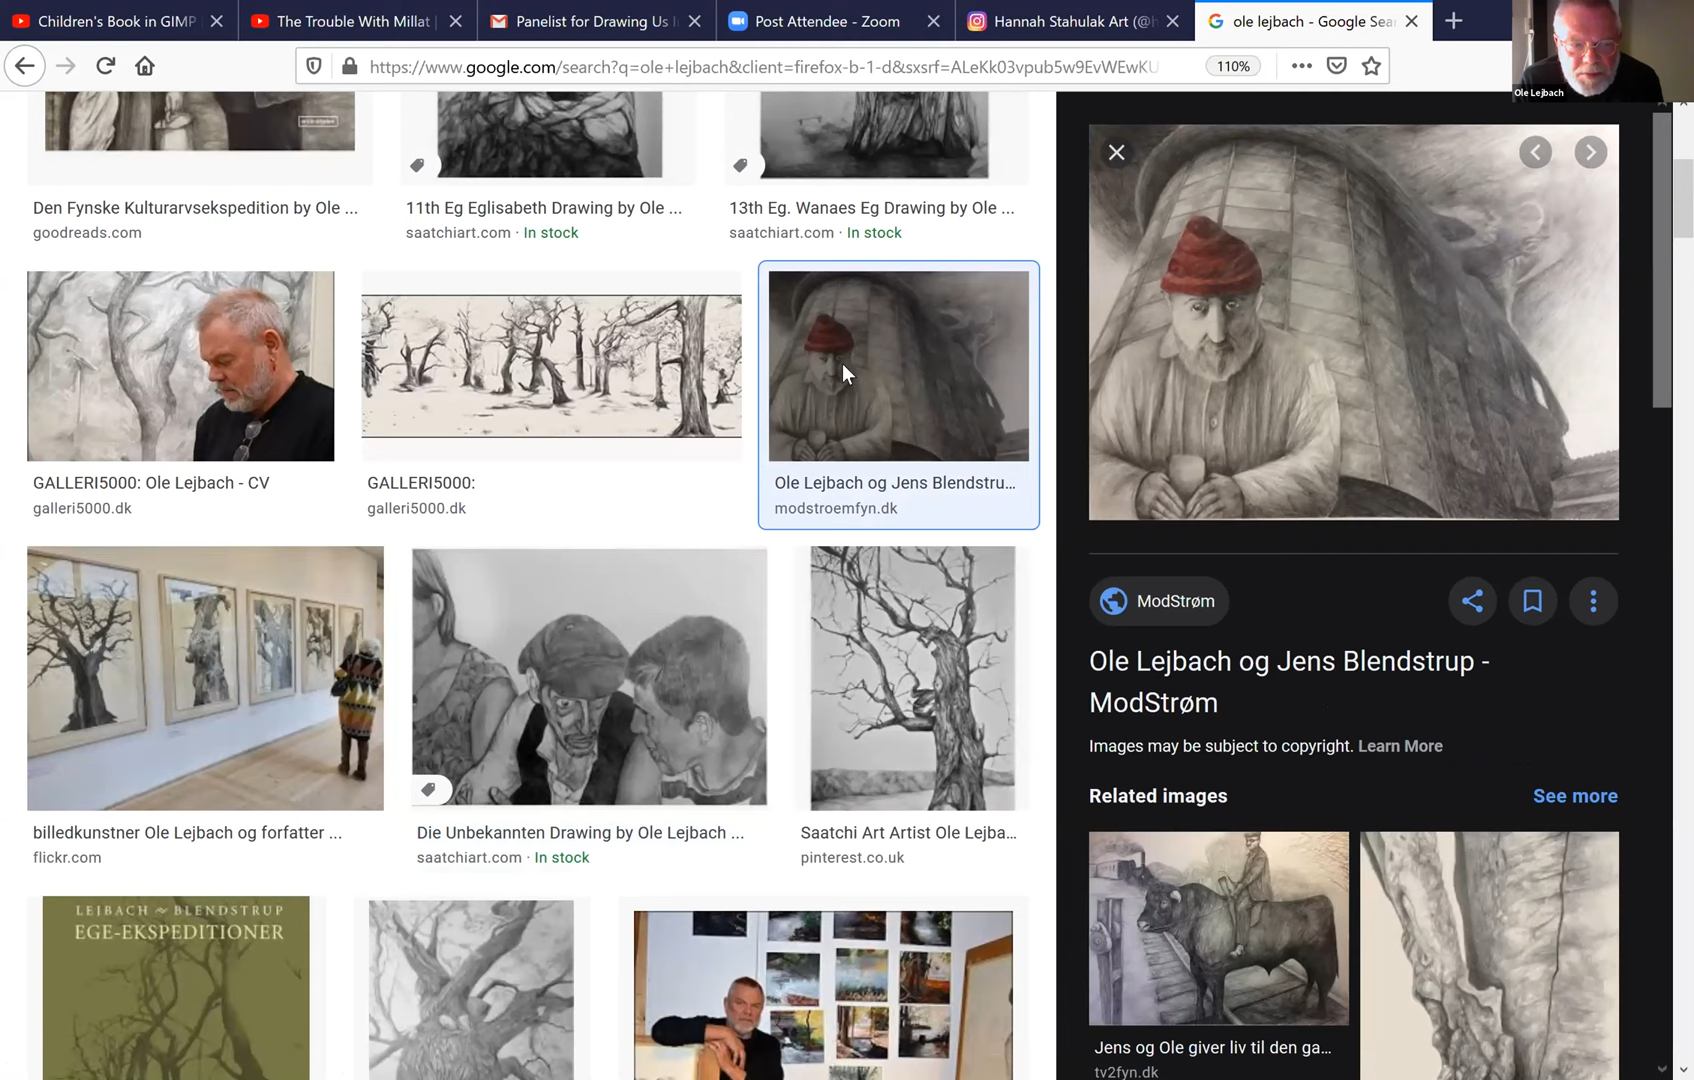 Children's Book in GIMP
The Trouble With Millat
Panelist for Drawing Us I
Post Attendee - Zoom
Hannah Stahulak Art (@h
ole lejbach - Google Sear
https://www.google.com/search?q=ole+lejbach&client=firefox-b-1-d&sxsrf=ALeKk03vpub5w9EvWEwKU
110%
Ole Lejbach
Den Fynske Kulturarvsekspedition by Ole ...
goodreads.com
11th Eg Eglisabeth Drawing by Ole ...
saatchiart.com · In stock
13th Eg. Wanaes Eg Drawing by Ole ...
saatchiart.com · In stock
GALLERI5000: Ole Lejbach - CV
galleri5000.dk
GALLERI5000:
galleri5000.dk
Ole Lejbach og Jens Blendstru...
modstroemfyn.dk
billedkunstner Ole Lejbach og forfatter ...
flickr.com
Die Unbekannten Drawing by Ole Lejbach ...
saatchiart.com · In stock
Saatchi Art Artist Ole Lejba...
pinterest.co.uk
LEJBACH ~ BLENDSTRUP
EGE-EKSPEDITIONER
ModStrøm
Ole Lejbach og Jens Blendstrup -
ModStrøm
Images may be subject to copyright. Learn More
Related images
See more
Jens og Ole giver liv til den ga...
tv2fyn.dk